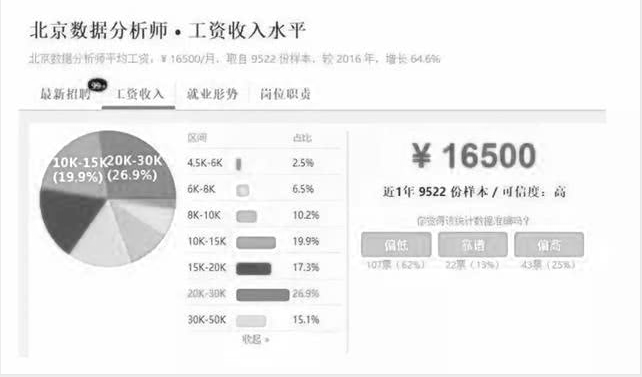 北京数据分析师 • 工资收入水平
北京数据分析师平均工资：¥ 16500/月，取自 9522 份样本，较 2016 年，增长 64.6%
99+
最新招聘 工资收入 就业形势 岗位职责
区间 占比
4.5K-6K 2.5%
6K-8K 6.5%
8K-10K 10.2%
10K-15K 19.9%
15K-20K 17.3%
20K-30K 26.9%
30K-50K 15.1%
收起 »
10K-15K
(19.9%)
20K-30K
(26.9%)
¥ 16500
近1年 9522 份样本 / 可信度：高
你觉得该统计数据准确吗？
偏低 靠谱 偏高
107票（62%） 22票（13%） 43票（25%）